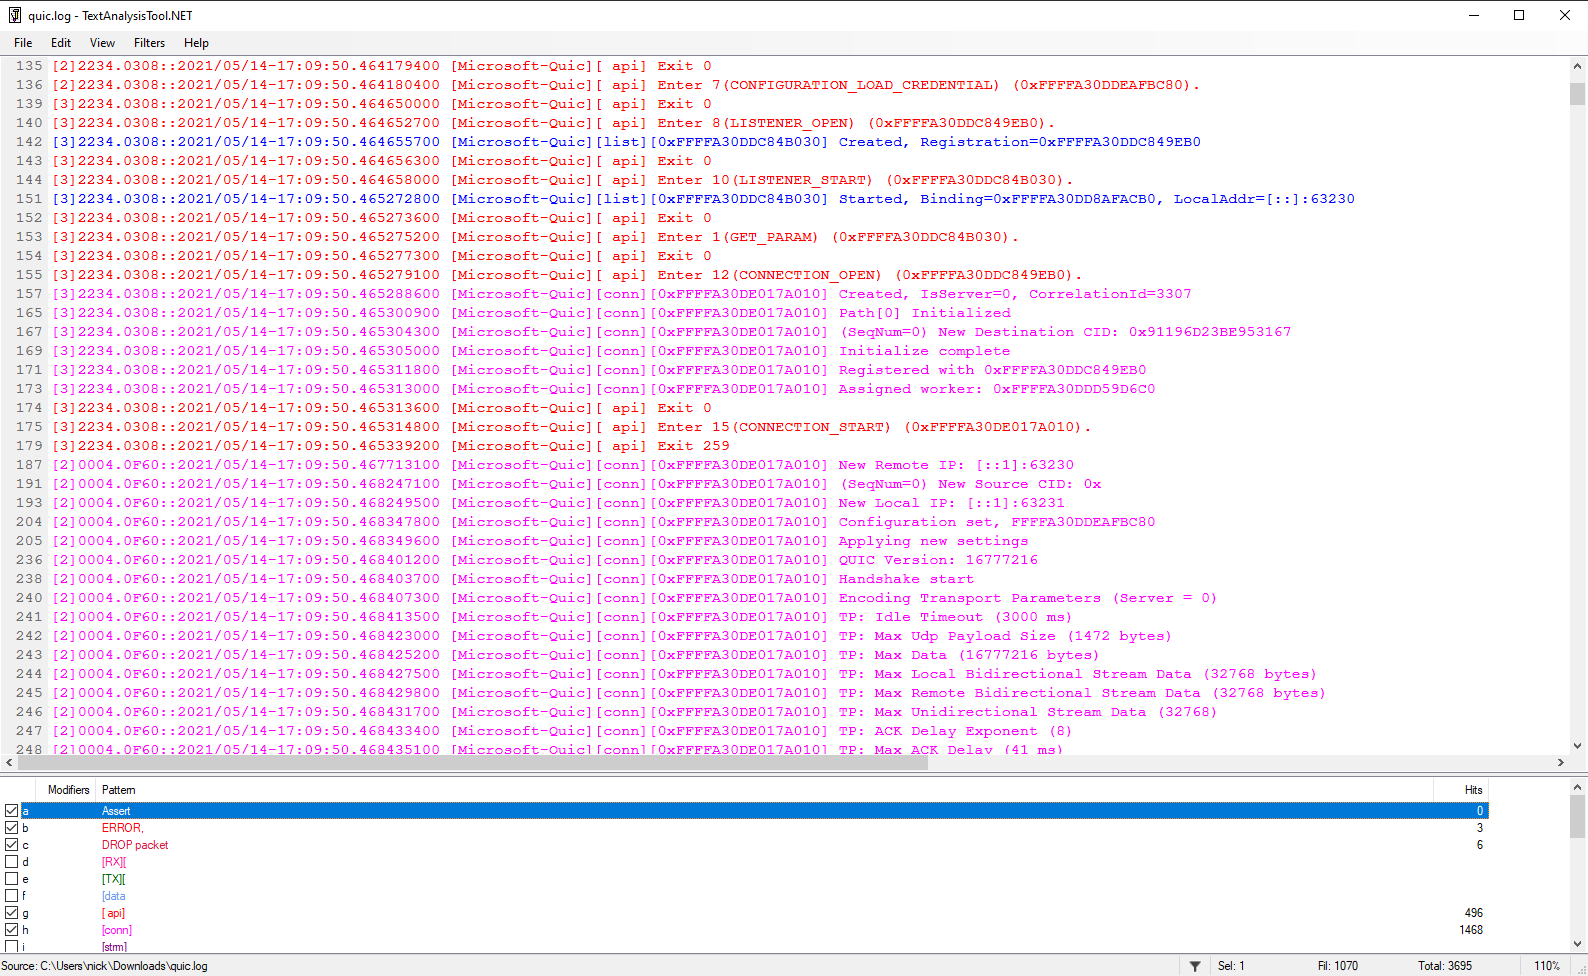 quic.log - TextAnalysisTool.NET
File Edit View Filters Help
135 [2]2234.0308::2021/05/14-17:09:50.464179400 [Microsoft-Quic][ api] Exit 0
136 [2]2234.0308::2021/05/14-17:09:50.464180400 [Microsoft-Quic][ api] Enter 7(CONFIGURATION_LOAD_CREDENTIAL) (0xFFFFA30DDEAFBC80).
139 [3]2234.0308::2021/05/14-17:09:50.464650000 [Microsoft-Quic][ api] Exit 0
140 [3]2234.0308::2021/05/14-17:09:50.464652700 [Microsoft-Quic][ api] Enter 8(LISTENER_OPEN) (0xFFFFA30DDC849EB0).
142 [3]2234.0308::2021/05/14-17:09:50.464655700 [Microsoft-Quic][list][0xFFFFA30DDC84B030] Created, Registration=0xFFFFA30DDC849EB0
143 [3]2234.0308::2021/05/14-17:09:50.464656300 [Microsoft-Quic][ api] Exit 0
144 [3]2234.0308::2021/05/14-17:09:50.464658000 [Microsoft-Quic][ api] Enter 10(LISTENER_START) (0xFFFFA30DDC84B030).
151 [3]2234.0308::2021/05/14-17:09:50.465272800 [Microsoft-Quic][list][0xFFFFA30DDC84B030] Started, Binding=0xFFFFA30DD8AFACB0, LocalAddr=[::]:63230
152 [3]2234.0308::2021/05/14-17:09:50.465273600 [Microsoft-Quic][ api] Exit 0
153 [3]2234.0308::2021/05/14-17:09:50.465275200 [Microsoft-Quic][ api] Enter 1(GET_PARAM) (0xFFFFA30DDC84B030).
154 [3]2234.0308::2021/05/14-17:09:50.465277300 [Microsoft-Quic][ api] Exit 0
155 [3]2234.0308::2021/05/14-17:09:50.465279100 [Microsoft-Quic][ api] Enter 12(CONNECTION_OPEN) (0xFFFFA30DDC849EB0).
157 [3]2234.0308::2021/05/14-17:09:50.465288600 [Microsoft-Quic][conn][0xFFFFA30DE017A010] Created, IsServer=0, CorrelationId=3307
165 [3]2234.0308::2021/05/14-17:09:50.465300900 [Microsoft-Quic][conn][0xFFFFA30DE017A010] Path[0] Initialized
167 [3]2234.0308::2021/05/14-17:09:50.465304300 [Microsoft-Quic][conn][0xFFFFA30DE017A010] (SeqNum=0) New Destination CID: 0x91196D23BE953167
169 [3]2234.0308::2021/05/14-17:09:50.465305000 [Microsoft-Quic][conn][0xFFFFA30DE017A010] Initialize complete
171 [3]2234.0308::2021/05/14-17:09:50.465311800 [Microsoft-Quic][conn][0xFFFFA30DE017A010] Registered with 0xFFFFA30DDC849EB0
173 [3]2234.0308::2021/05/14-17:09:50.465313000 [Microsoft-Quic][conn][0xFFFFA30DE017A010] Assigned worker: 0xFFFFA30DDD59D6C0
174 [3]2234.0308::2021/05/14-17:09:50.465313600 [Microsoft-Quic][ api] Exit 0
175 [3]2234.0308::2021/05/14-17:09:50.465314800 [Microsoft-Quic][ api] Enter 15(CONNECTION_START) (0xFFFFA30DE017A010).
179 [3]2234.0308::2021/05/14-17:09:50.465339200 [Microsoft-Quic][ api] Exit 259
187 [2]0004.0F60::2021/05/14-17:09:50.467713100 [Microsoft-Quic][conn][0xFFFFA30DE017A010] New Remote IP: [::1]:63230
191 [2]0004.0F60::2021/05/14-17:09:50.468247100 [Microsoft-Quic][conn][0xFFFFA30DE017A010] (SeqNum=0) New Source CID: 0x
193 [2]0004.0F60::2021/05/14-17:09:50.468249500 [Microsoft-Quic][conn][0xFFFFA30DE017A010] New Local IP: [::1]:63231
204 [2]0004.0F60::2021/05/14-17:09:50.468347800 [Microsoft-Quic][conn][0xFFFFA30DE017A010] Configuration set, FFFFA30DDEAFBC80
205 [2]0004.0F60::2021/05/14-17:09:50.468349600 [Microsoft-Quic][conn][0xFFFFA30DE017A010] Applying new settings
236 [2]0004.0F60::2021/05/14-17:09:50.468401200 [Microsoft-Quic][conn][0xFFFFA30DE017A010] QUIC Version: 16777216
238 [2]0004.0F60::2021/05/14-17:09:50.468403700 [Microsoft-Quic][conn][0xFFFFA30DE017A010] Handshake start
240 [2]0004.0F60::2021/05/14-17:09:50.468407300 [Microsoft-Quic][conn][0xFFFFA30DE017A010] Encoding Transport Parameters (Server = 0)
241 [2]0004.0F60::2021/05/14-17:09:50.468413500 [Microsoft-Quic][conn][0xFFFFA30DE017A010] TP: Idle Timeout (3000 ms)
242 [2]0004.0F60::2021/05/14-17:09:50.468423000 [Microsoft-Quic][conn][0xFFFFA30DE017A010] TP: Max Udp Payload Size (1472 bytes)
243 [2]0004.0F60::2021/05/14-17:09:50.468425200 [Microsoft-Quic][conn][0xFFFFA30DE017A010] TP: Max Data (16777216 bytes)
244 [2]0004.0F60::2021/05/14-17:09:50.468427500 [Microsoft-Quic][conn][0xFFFFA30DE017A010] TP: Max Local Bidirectional Stream Data (32768 bytes)
245 [2]0004.0F60::2021/05/14-17:09:50.468429800 [Microsoft-Quic][conn][0xFFFFA30DE017A010] TP: Max Remote Bidirectional Stream Data (32768 bytes)
246 [2]0004.0F60::2021/05/14-17:09:50.468431700 [Microsoft-Quic][conn][0xFFFFA30DE017A010] TP: Max Unidirectional Stream Data (32768)
247 [2]0004.0F60::2021/05/14-17:09:50.468433400 [Microsoft-Quic][conn][0xFFFFA30DE017A010] TP: ACK Delay Exponent (8)
248 [2]0004.0F60::2021/05/14-17:09:50.468435100 [Microsoft-Quic][conn][0xFFFFA30DE017A010] TP: Max ACK Delay (41 ms)
Modifiers Pattern Hits
a Assert 0
b ERROR, 3
c DROP packet 6
d [RX][
e [TX][
f [data
g [ api] 496
h [conn] 1468
i [strm]
Source: C:\Users\nick\Downloads\quic.log Sel: 1 Fil: 1070 Total: 3695 110%